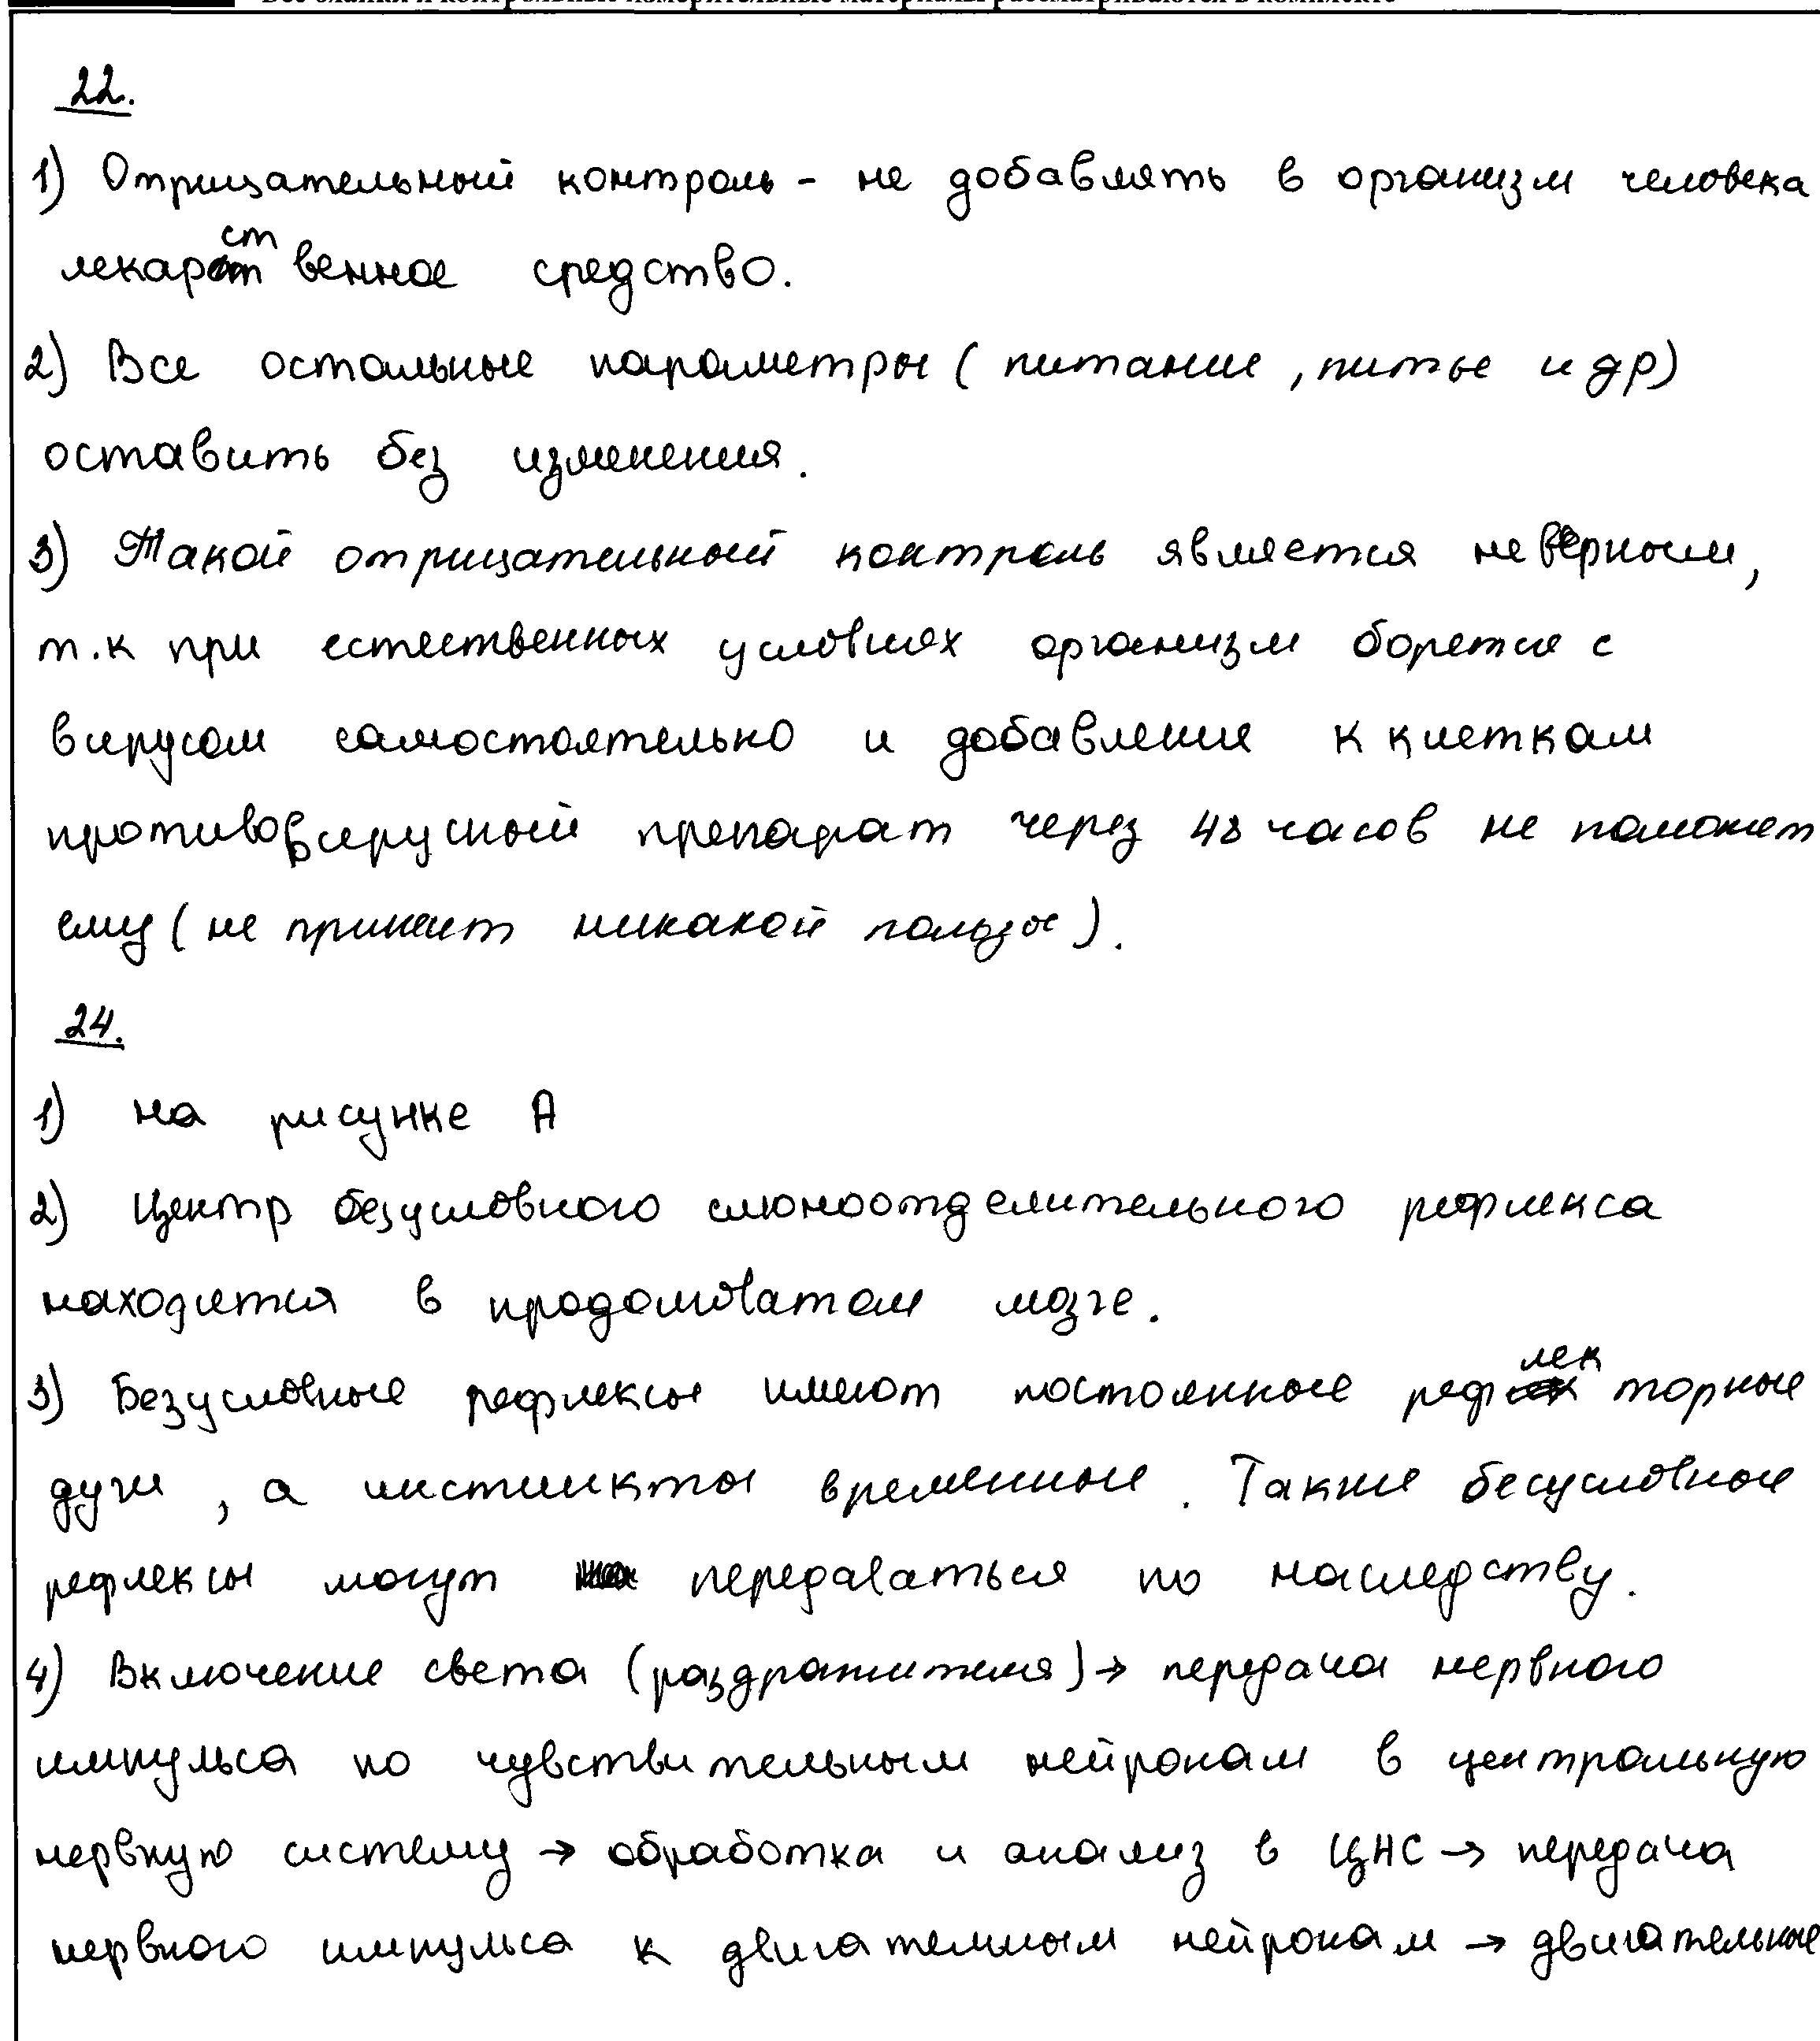 Все бланки и контрольные измерительные материалы рассматриваются в комплекте
22.
1) Отрицательный контроль - не добавлять в организм человека
лекарственное средство.
2) Все остальные параметры (питание, питье и др)
оставить без изменения.
3) Такой отрицательный контроль является неверным,
т.к при естественных условиях организм борется с
вирусом самостоятельно и добавление к клеткам
противовирусный препарат через 48 часов не поможет
ему (не принесет никакой пользы).
24.
1) на рисунке А
2) Центр безусловного слюноотделительного рефлекса
находится в продолговатом мозге.
3) Безусловные рефлексы имеют постоянные рефлекторные
дуги, а инстинкты временные. Также бесусловные
рефлексы могут передаваться по наследству.
4) Включение света (раздражителя) → передача нервного
импульса по чувствительным нейронам в центральную
нервную систему → обработка и анализ в ЦНС → передача
нервного импульса к двигательным нейронам → двигательные